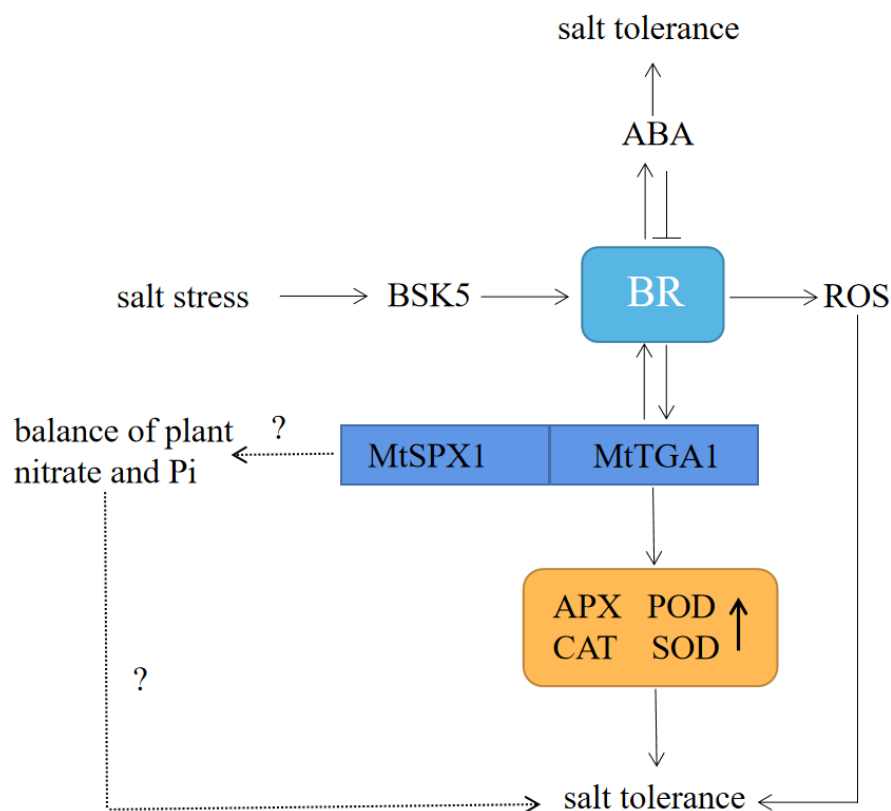 salt tolerance
ABA
salt stress
BSK5
BR
ROS
balance of plant
nitrate and Pi
?
MtSPX1
MtTGA1
APX POD
CAT SOD
?
salt tolerance